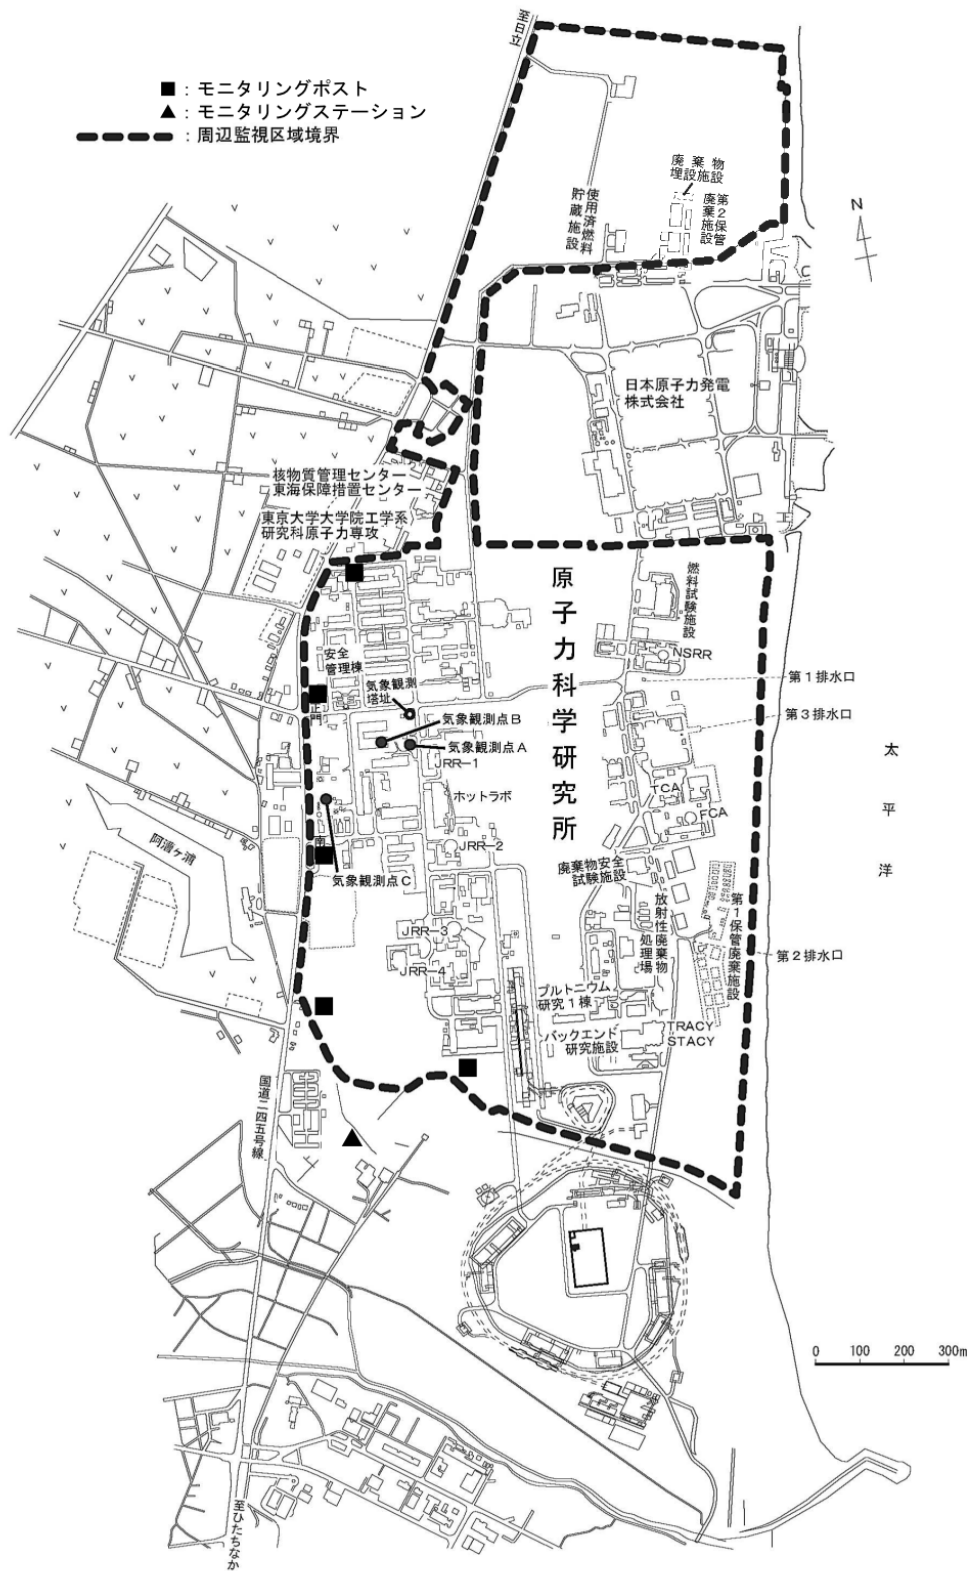 至日立
■：モニタリングポスト
▲：モニタリングステーション
：周辺監視区域境界
廃棄物
埋設施設
第２保管
廃棄施設
使用済燃料
貯蔵施設
N
日本原子力発電
株式会社
核物質管理センター
東海保障措置センター
東京大学大学院工学系
研究科原子力専攻
原子力科学研究所
燃料試験施設
NSRR
安全
管理棟
気象観測
塔址
第１排水口
正門
気象観測点Ｂ
第３排水口
気象観測点Ａ
JRR-1
太平洋
ホットラボ
TCA
FCA
南
JRR-2
阿漕ヶ浦
気象観測点Ｃ
廃棄物安全
試験施設
放射性廃棄物
処理場
第１保管廃棄施設
JRR-3
第２排水口
JRR-4
プルトニウム
研究１棟
バックエンド
研究施設
TRACY
STACY
国道二四五号線
0 100 200 300m
至ひたちなか